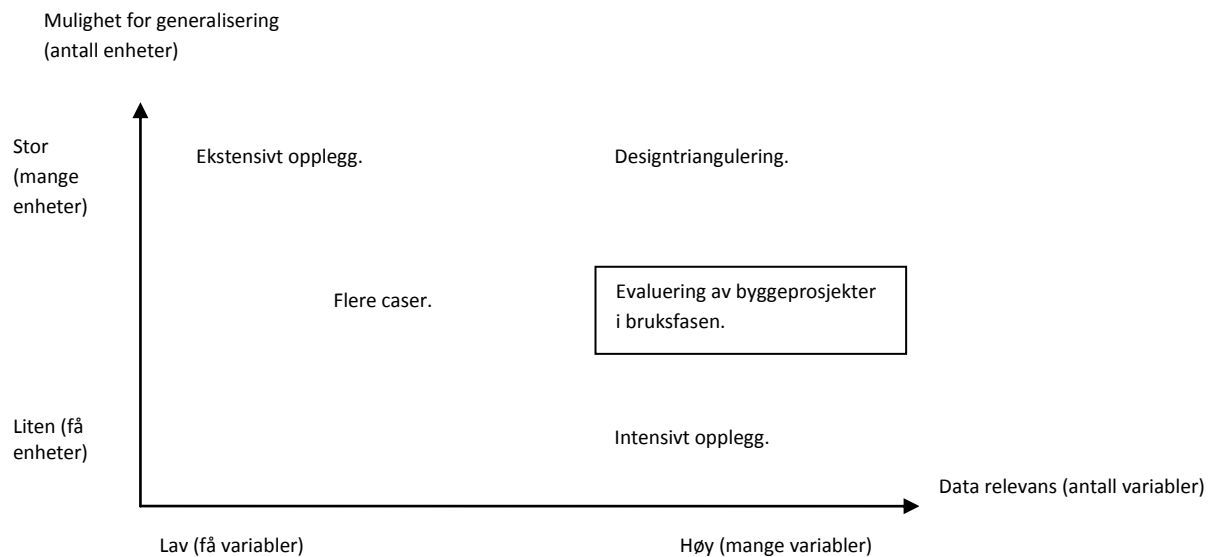 Mulighet for generalisering
(antall enheter)
Stor
(mange
enheter)
Ekstensivt opplegg.
Designtriangulering.
Flere caser.
Evaluering av byggeprosjekter
i bruksfasen.
Liten (få
enheter)
Intensivt opplegg.
Data relevans (antall variabler)
Lav (få variabler)
Høy (mange variabler)